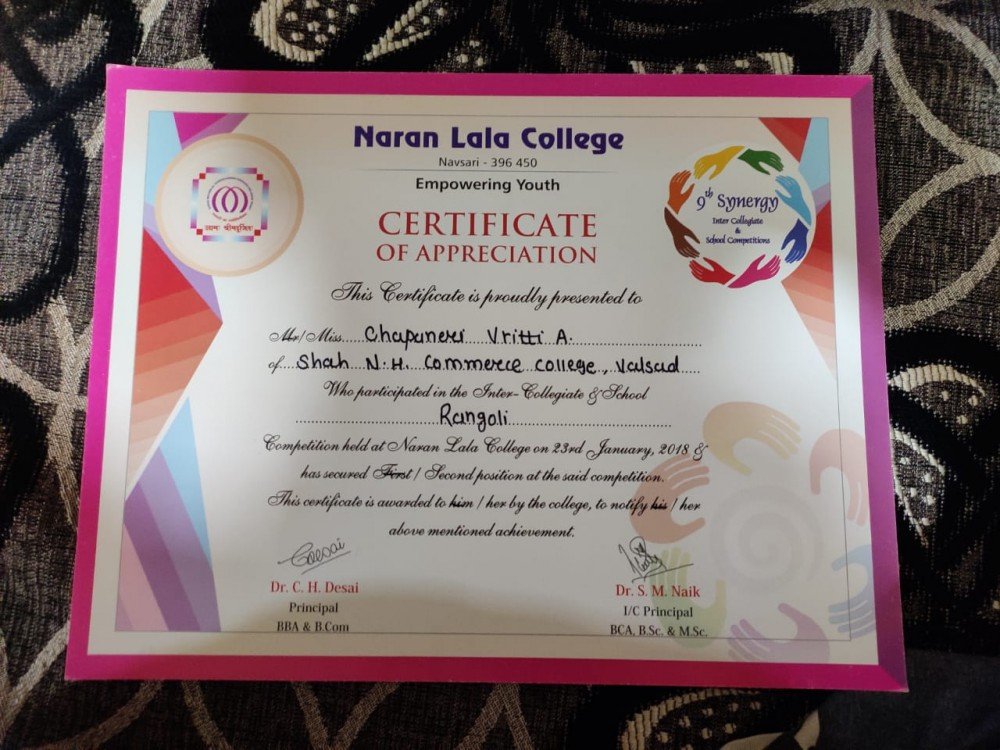 Naran Lala College
Navsari - 396 450
Empowering Youth
9th Synergy
Inter Collegiate
&
School Competitions
CERTIFICATE
OF APPRECIATION
This Certificate is proudly presented to
Mr/Miss.....Chapaneri Vritti A.
of....Shah N.H. Commerce College, Valsad.....
Who participated in the Inter-Collegiate & School
Rangoli
Competition held at Naran Lala College on 23rd January, 2018 &
has secured First / Second position at the said competition.
This certificate is awarded to him / her by the college, to notify his / her
above mentioned achievement.
Dr. C. H. Desai
Principal
BBA & B.Com
Dr. S. M. Naik
I/C Principal
BCA, B.Sc. & M.Sc.